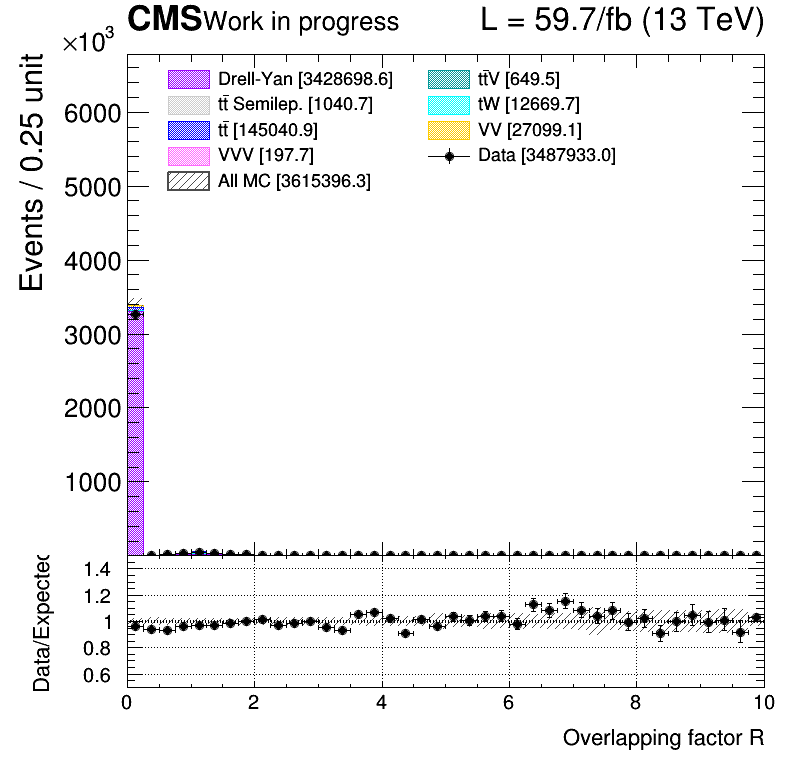 CMS Work in progress L = 59.7/fb (13 TeV)
×10³
Events / 0.25 unit
6000
5000
4000
3000
2000
1000
Drell-Yan [3428698.6]
tt̄ Semilep. [1040.7]
tt̄ [145040.9]
VVV [197.7]
All MC [3615396.3]
tt̄V [649.5]
tW [12669.7]
VV [27099.1]
Data [3487933.0]
Data/Expected
1.4
1.2
1
0.8
0.6
0 2 4 6 8 10
Overlapping factor R